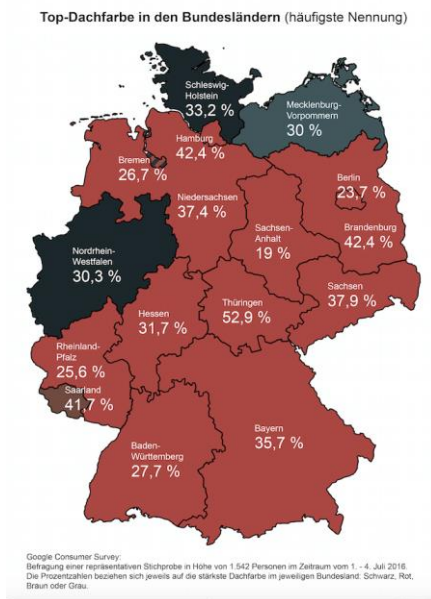 Top-Dachfarbe in den Bundesländern (häufigste Nennung)
Schleswig-
Holstein
33,2 %
Mecklenburg-
Vorpommern
30 %
Hamburg
42,4 %
Bremen
26,7 %
Berlin
23,7 %
Niedersachsen
37,4 %
Sachsen-
Anhalt
19 %
Brandenburg
42,4 %
Nordrhein-
Westfalen
30,3 %
Sachsen
37,9 %
Hessen
31,7 %
Thüringen
52,9 %
Rheinland-
Pfalz
25,6 %
Saarland
41,7 %
Bayern
35,7 %
Baden-
Württemberg
27,7 %
Google Consumer Survey:
Befragung einer repräsentativen Stichprobe in Höhe von 1.542 Personen im Zeitraum vom 1. - 4. Juli 2016.
Die Prozentzahlen beziehen sich jeweils auf die stärkste Dachfarbe im jeweiligen Bundesland: Schwarz, Rot,
Braun oder Grau.